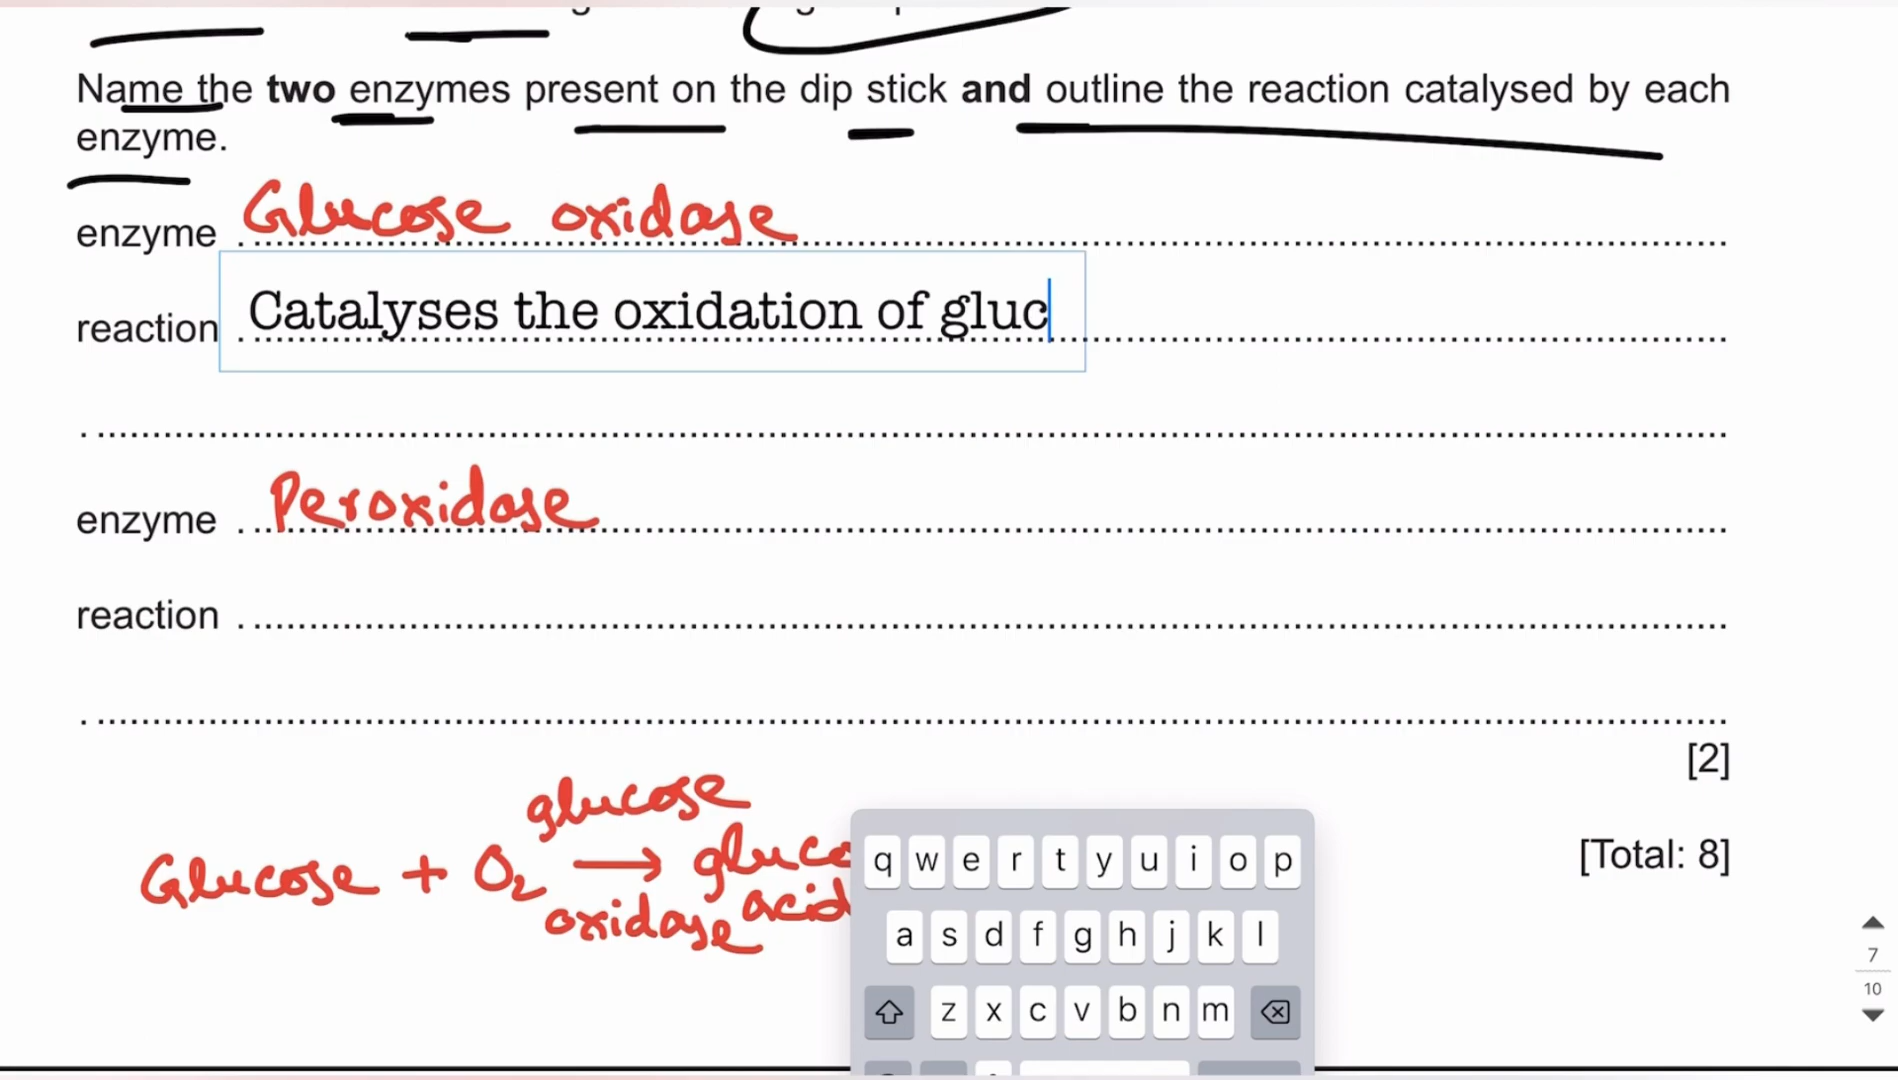 Name the two enzymes present on the dip stick and outline the reaction catalysed by each
enzyme.
enzyme Glucose oxidase
reaction Catalyses the oxidation of gluc
enzyme Peroxidase
reaction
[2]
glucose
Glucose + O₂ → gluco
oxidase acid
[Total: 8]
q w e r t y u i o p
a s d f g h j k l
z x c v b n m
7
10